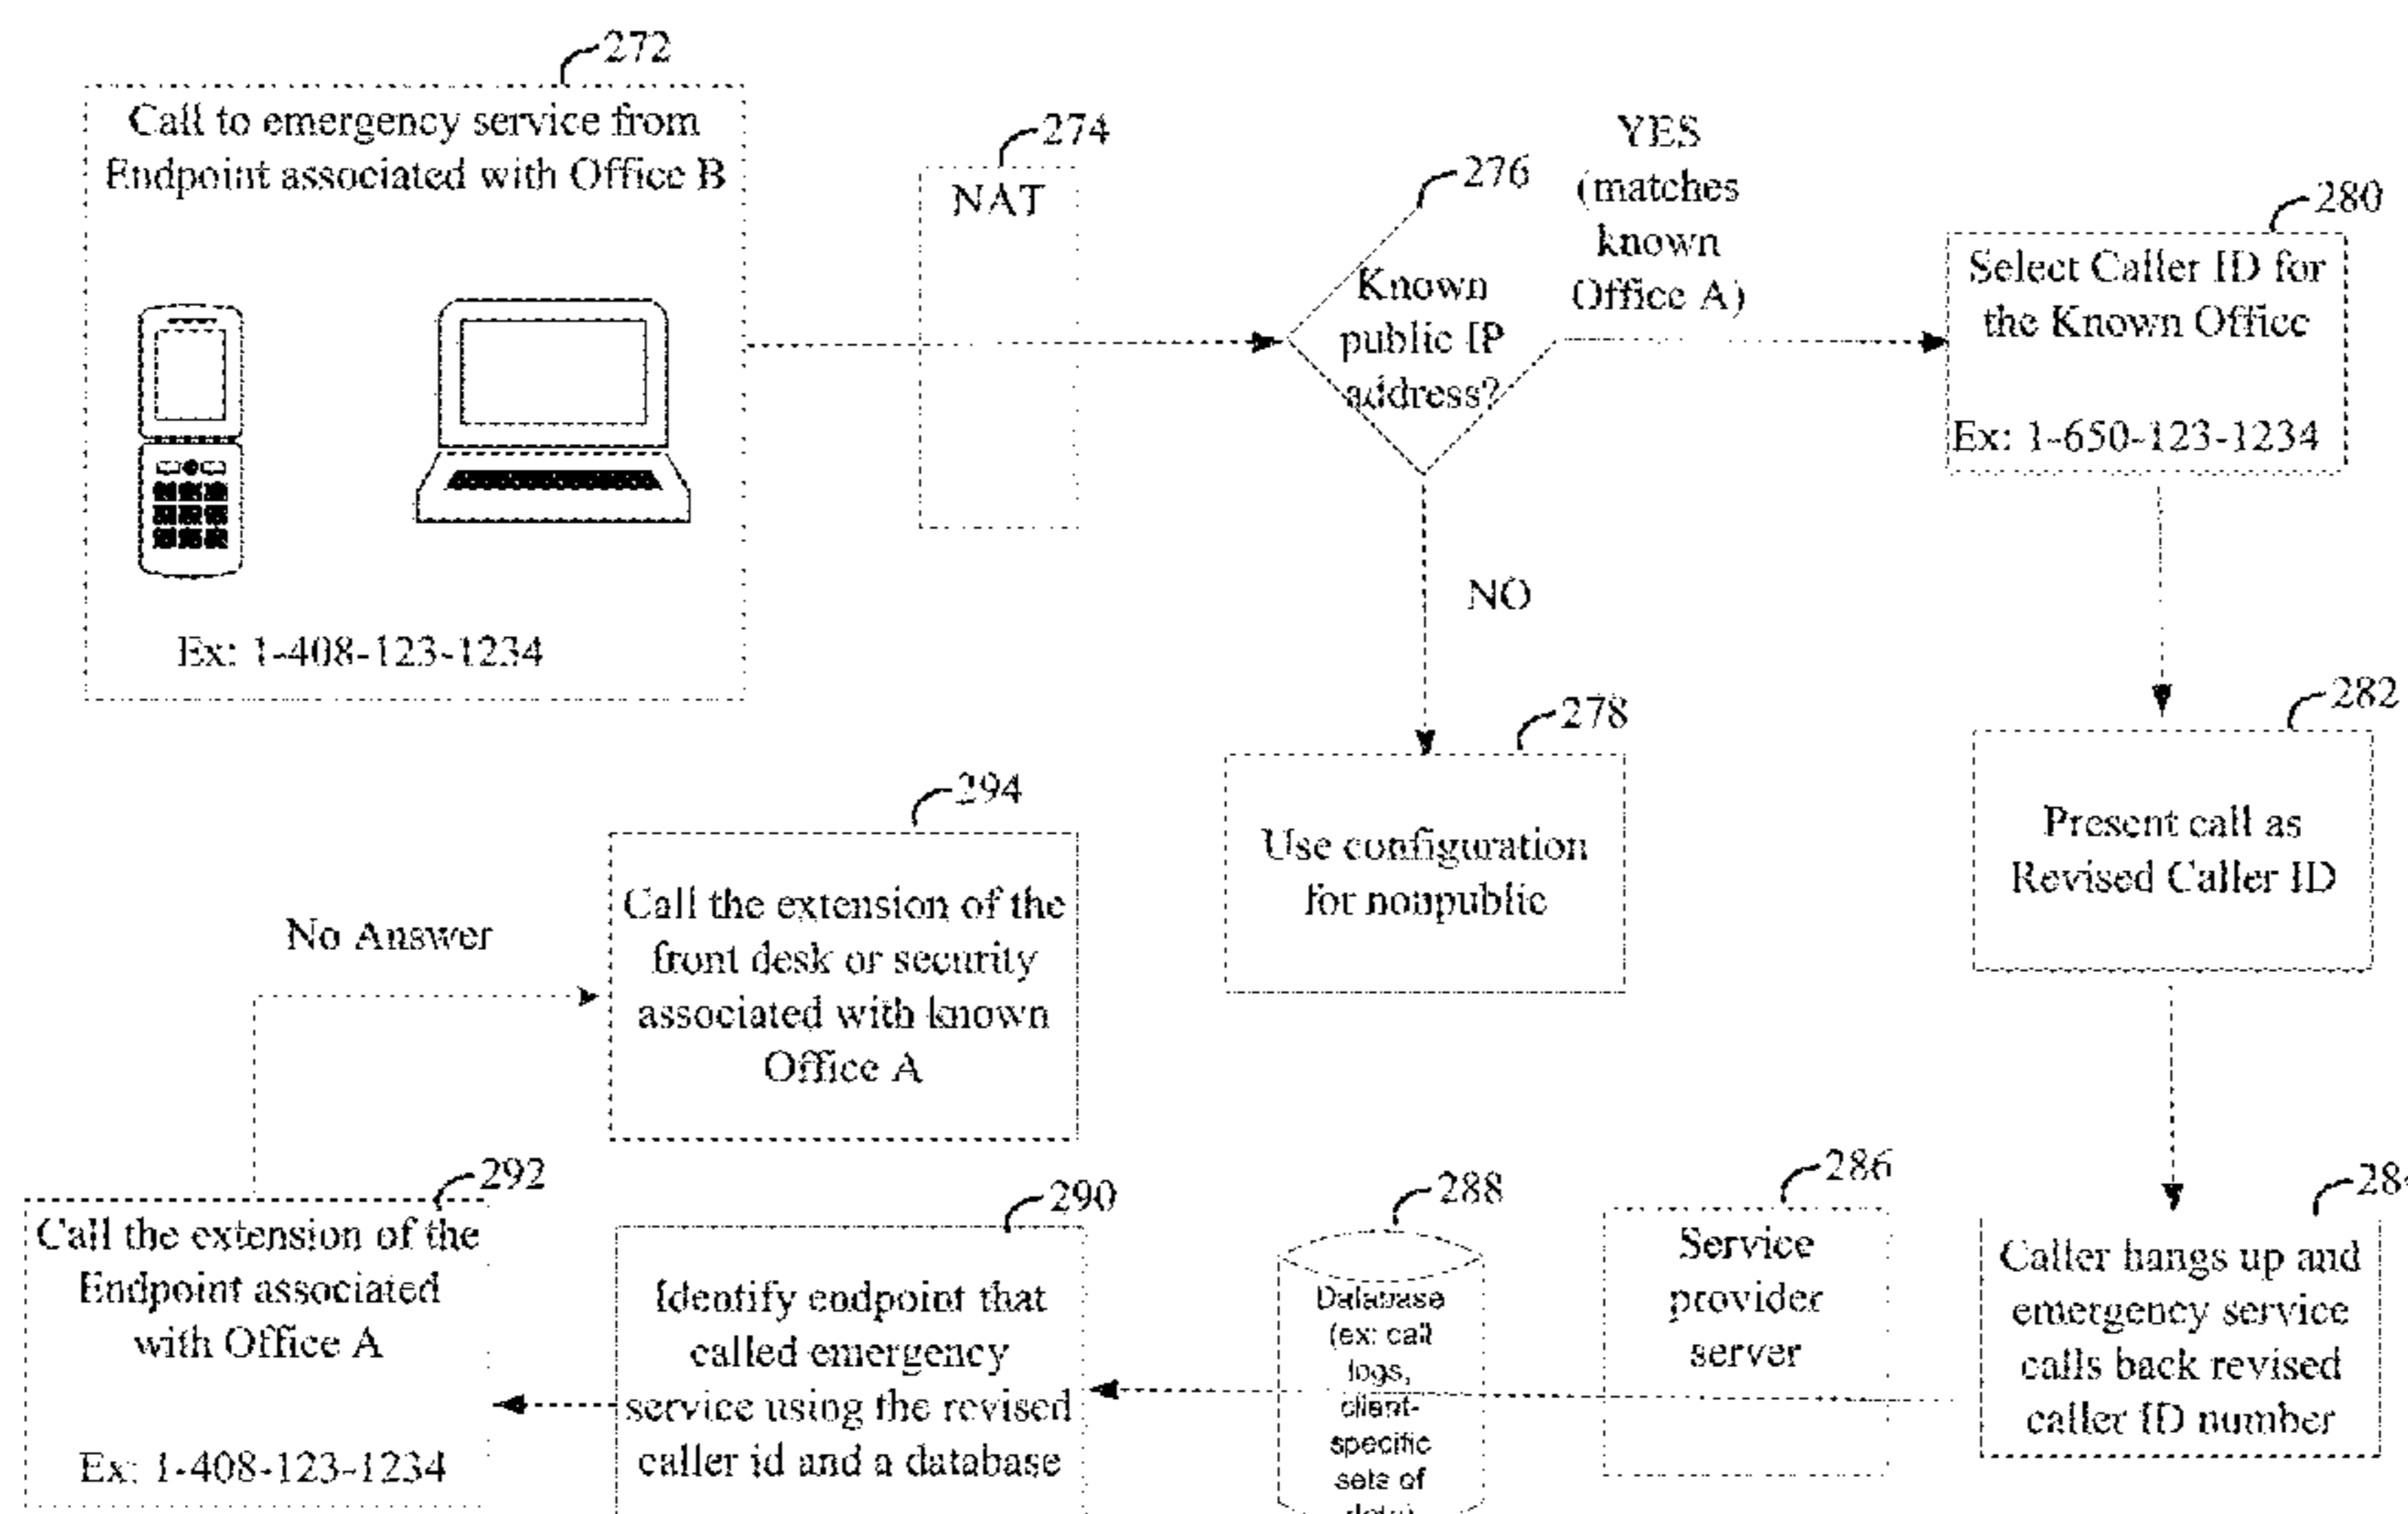 272
Call to emergency service from
Endpoint associated with Office B
Ex: 1-408-123-1234
274
NAT
276
Known
public IP
address?
YES
(matches
known
Office A)
NO
280
Select Caller ID for
the Known Office
Ex: 1-650-123-1234
278
Use configuration
for nonpublic
282
Present call as
Revised Caller ID
294
Call the extension of the
front desk or security
associated with known
Office A
No Answer
292
Call the extension of the
Endpoint associated
with Office A
Ex: 1-408-123-1234
290
Identify endpoint that
called emergency
service using the revised
caller id and a database
288
Database
(ex: call
logs,
client-
specific
sets of
286
Service
provider
server
Caller hangs up and
emergency service
calls back revised
caller ID number